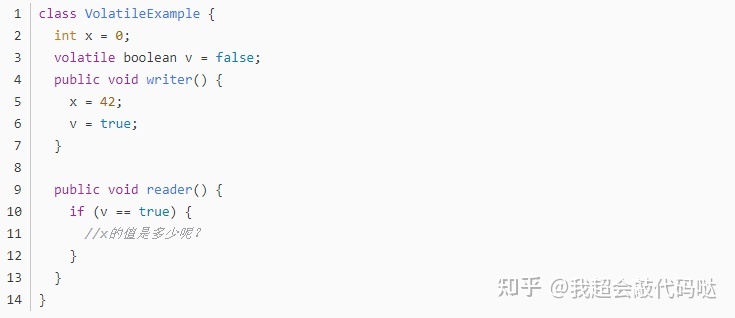 1 class VolatileExample {
2 int x = 0;
3 volatile boolean v = false;
4 public void writer() {
5 x = 42;
6 v = true;
7 }
8
9 public void reader() {
10 if (v == true) {
11 //x的值是多少呢?
12 }
13 }
14 }
知乎 @我超会敲代码哒